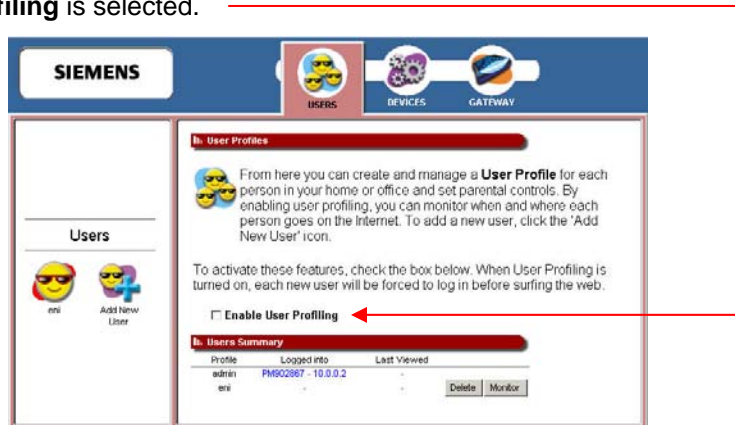 filing is selected.
SIEMENS
USERS
DEVICES
GATEWAY
User Profiles
From here you can create and manage a User Profile for each
person in your home or office and set parental controls. By
enabling user profiling, you can monitor when and where each
person goes on the Internet. To add a new user, click the 'Add
New User' icon.
Users
eni
Add New
User
To activate these features, check the box below. When User Profiling is
turned on, each new user will be forced to log in before surfing the web.
Enable User Profiling
Users Summary
Profile Logged into Last Viewed
admin PM902867 - 10.0.0.2 -
eni - - Delete Monitor